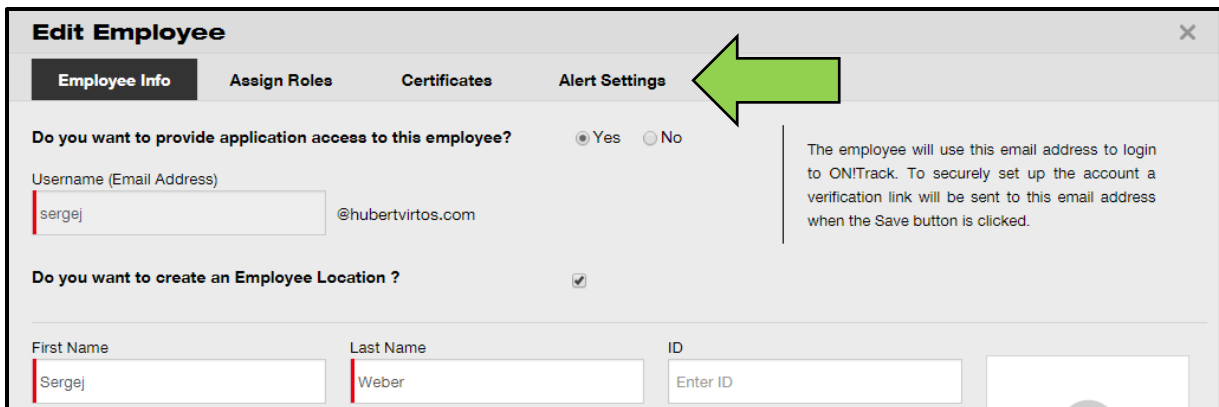 Edit Employee
Employee Info Assign Roles Certificates Alert Settings
Do you want to provide application access to this employee? Yes No
Username (Email Address)
sergej @hubertvirtos.com
The employee will use this email address to login
to ON!Track. To securely set up the account a
verification link will be sent to this email address
when the Save button is clicked.
Do you want to create an Employee Location ?
First Name Last Name ID
Sergej Weber Enter ID